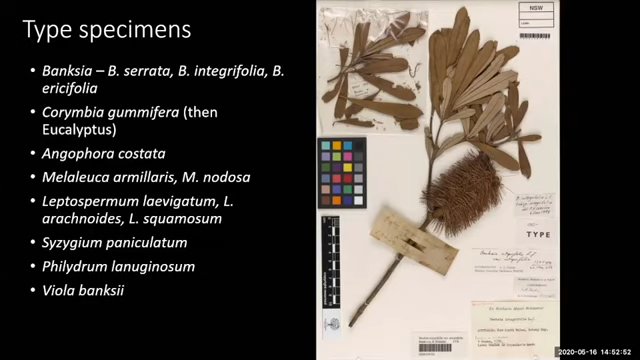 Type specimens
• Banksia – B. serrata, B. integrifolia, B.
ericifolia
• Corymbia gummifera (then
Eucalyptus)
• Angophora costata
• Melaleuca armillaris, M. nodosa
• Leptospermum laevigatum, L.
arachnoides, L. squamosum
• Syzygium paniculatum
• Philydrum lanuginosum
• Viola banksii
NSW
TYPE
2020-05-16 14:52:52